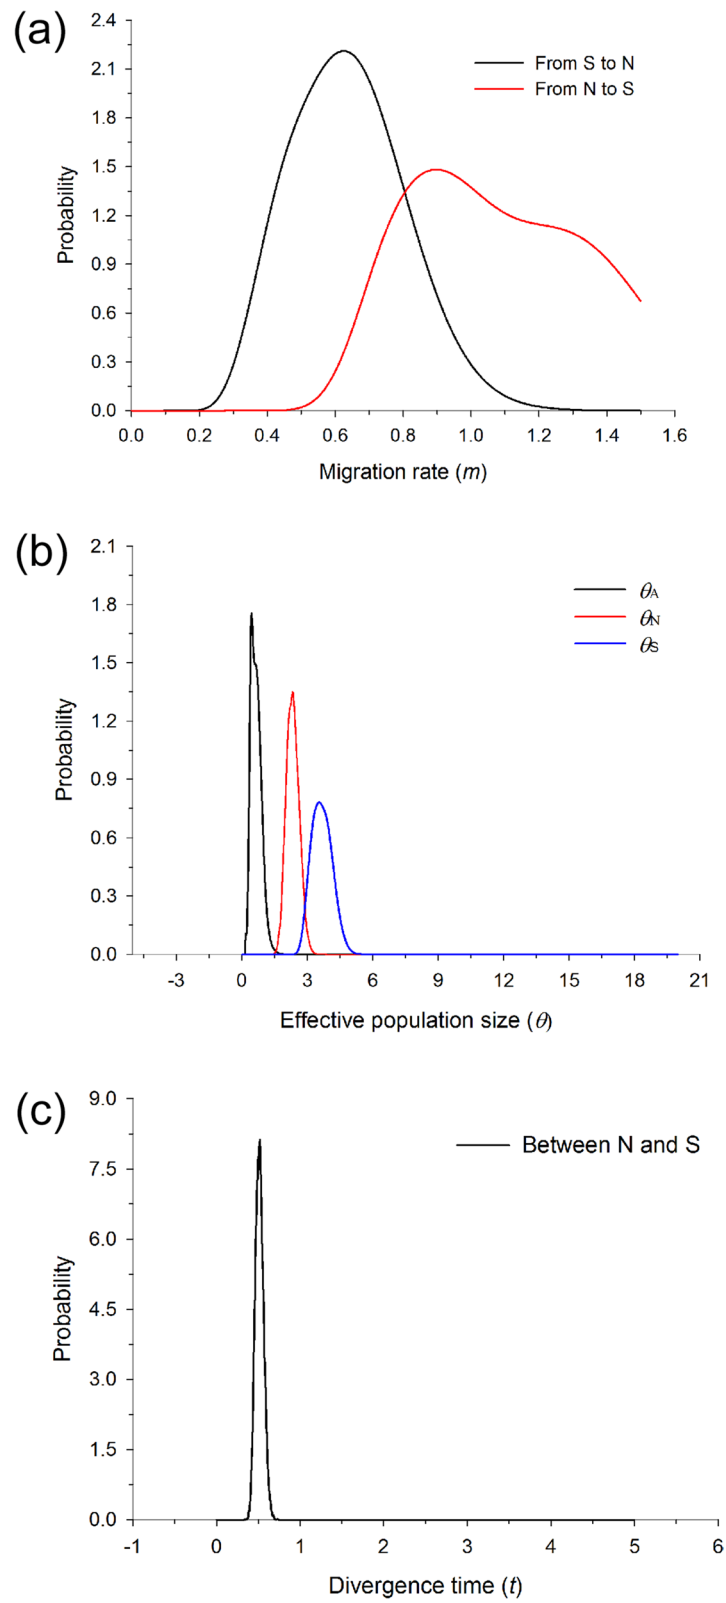 (a)
2.4
2.1
1.8
1.5
1.2
0.9
0.6
0.3
0.0
Probability
From S to N
From N to S
0.0 0.2 0.4 0.6 0.8 1.0 1.2 1.4 1.6
Migration rate (m)
(b)
2.1
1.8
1.5
1.2
0.9
0.6
0.3
0.0
Probability
θA
θN
θS
-3 0 3 6 9 12 15 18 21
Effective population size (θ)
(c)
9.0
7.5
6.0
4.5
3.0
1.5
0.0
Probability
Between N and S
-1 0 1 2 3 4 5 6
Divergence time (t)